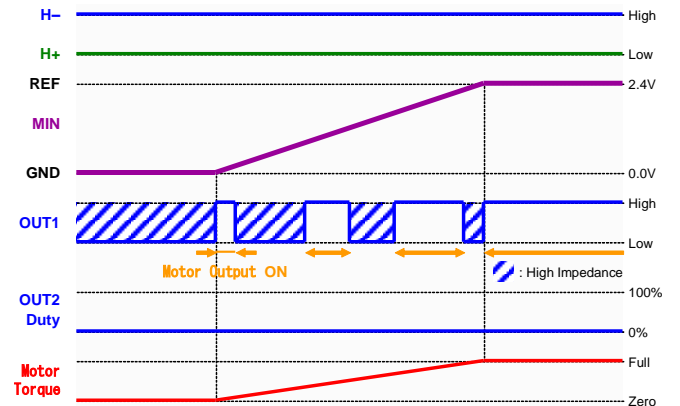 H– High
H+ Low
REF 2.4V
MIN
GND 0.0V
High
OUT1
Low
Motor Output ON : High Impedance
OUT2 100%
Duty 0%
Full
Motor
Torque
Zero